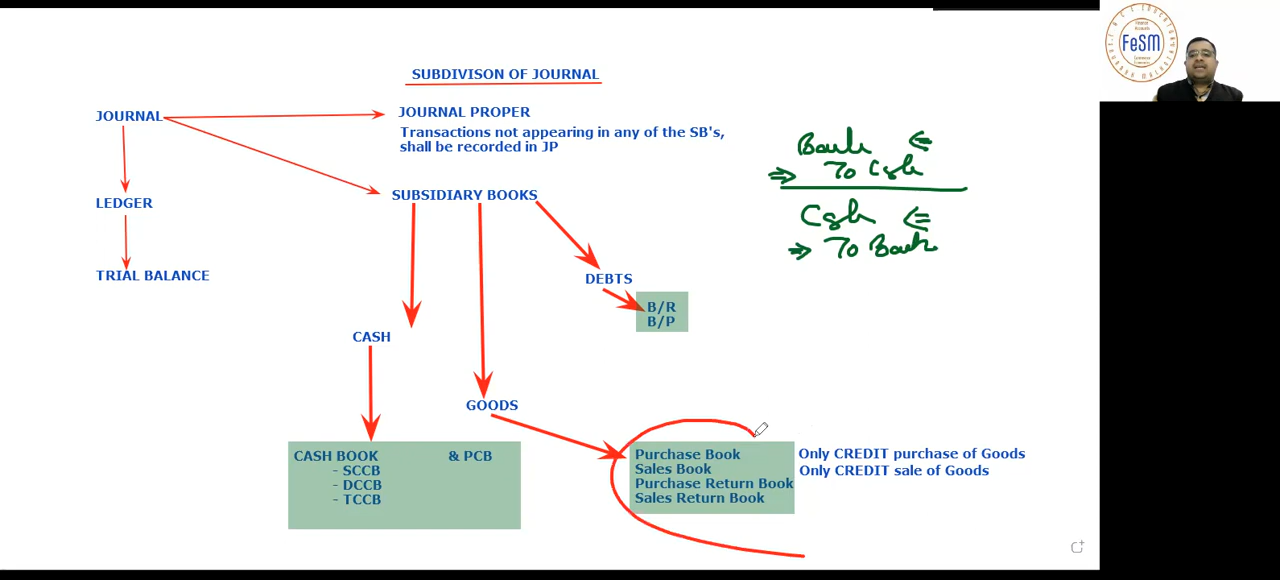 SUBDIVISON OF JOURNAL
JOURNAL
JOURNAL PROPER
Transactions not appearing in any of the SB's,
shall be recorded in JP
SUBSIDIARY BOOKS
LEDGER
TRIAL BALANCE
DEBTS
B/R
B/P
CASH
GOODS
CASH BOOK & PCB
- SCCB
- DCCB
- TCCB
Purchase Book Only CREDIT purchase of Goods
Sales Book Only CREDIT sale of Goods
Purchase Return Book
Sales Return Book
Bank
To Csh
Csh
To Bank
FeSM